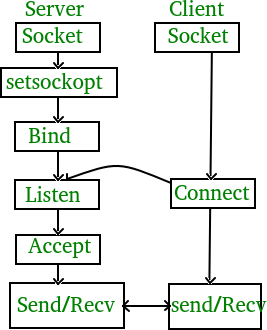 Server
Client
Socket
Socket
setsockopt
Bind
Listen
Connect
Accept
Send/Recv
send/Recv